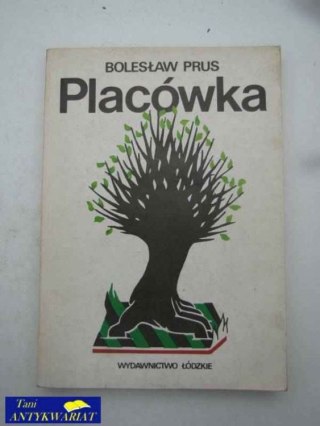 BOLESŁAW PRUS
Placówka
WYDAWNICTWO ŁÓDZKIE
Tani
ANTYKWARIAT